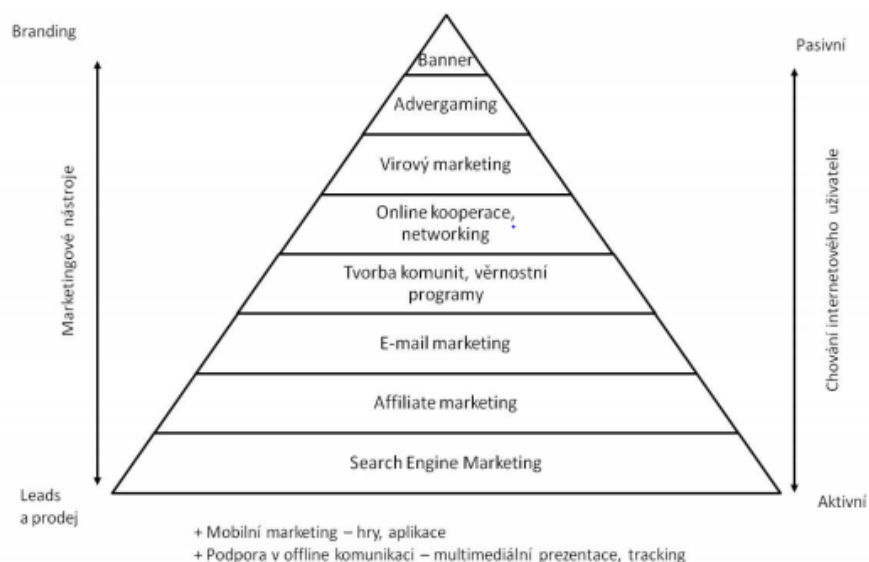 Branding
Pasivní
Banner
Advergaming
Virový marketing
Online kooperace,
networking
Tvorba komunit, věrnostní
programy
E-mail marketing
Affiliate marketing
Search Engine Marketing
Marketingové nástroje
Chování internetového uživatele
Leads
a prodej
Aktivní
+ Mobilní marketing – hry, aplikace
+ Podpora v offline komunikaci – multimediální prezentace, tracking